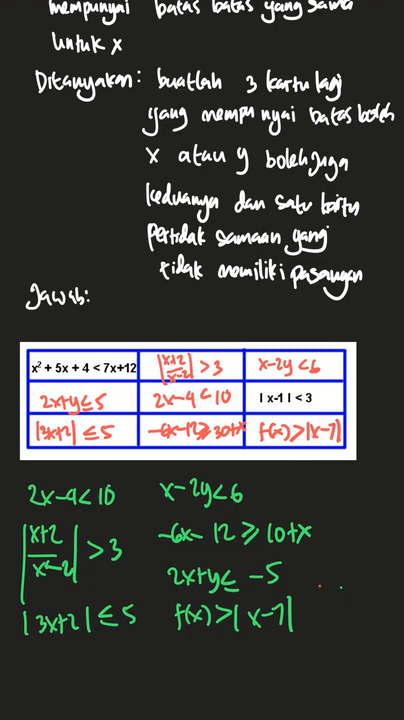 mempunyai batas batas yang sama
untuk x
Ditanyakan: buatlah 3 kartu lagi
yang mempunyai batas boleh
x atau y boleh juga
keduanya dan satu kartu
pertidak samaan yang
tidak memiliki pasangan
Jawab:
x² + 5x + 4 < 7x+12 |x+2/x-2| > 3 x-2y < 6
2x+y ≤ 5 2x-4 < 10 | x-1 | < 3
|3x+2| ≤ 5 -6x-12 ≥ 30+x f(x) > |x-7|
2x-4 < 10 x-2y < 6
|x+2/x-2| > 3 -6x-12 ≥ 10+x
2x+y ≤ -5
|3x+2| ≤ 5 f(x) > |x-7|